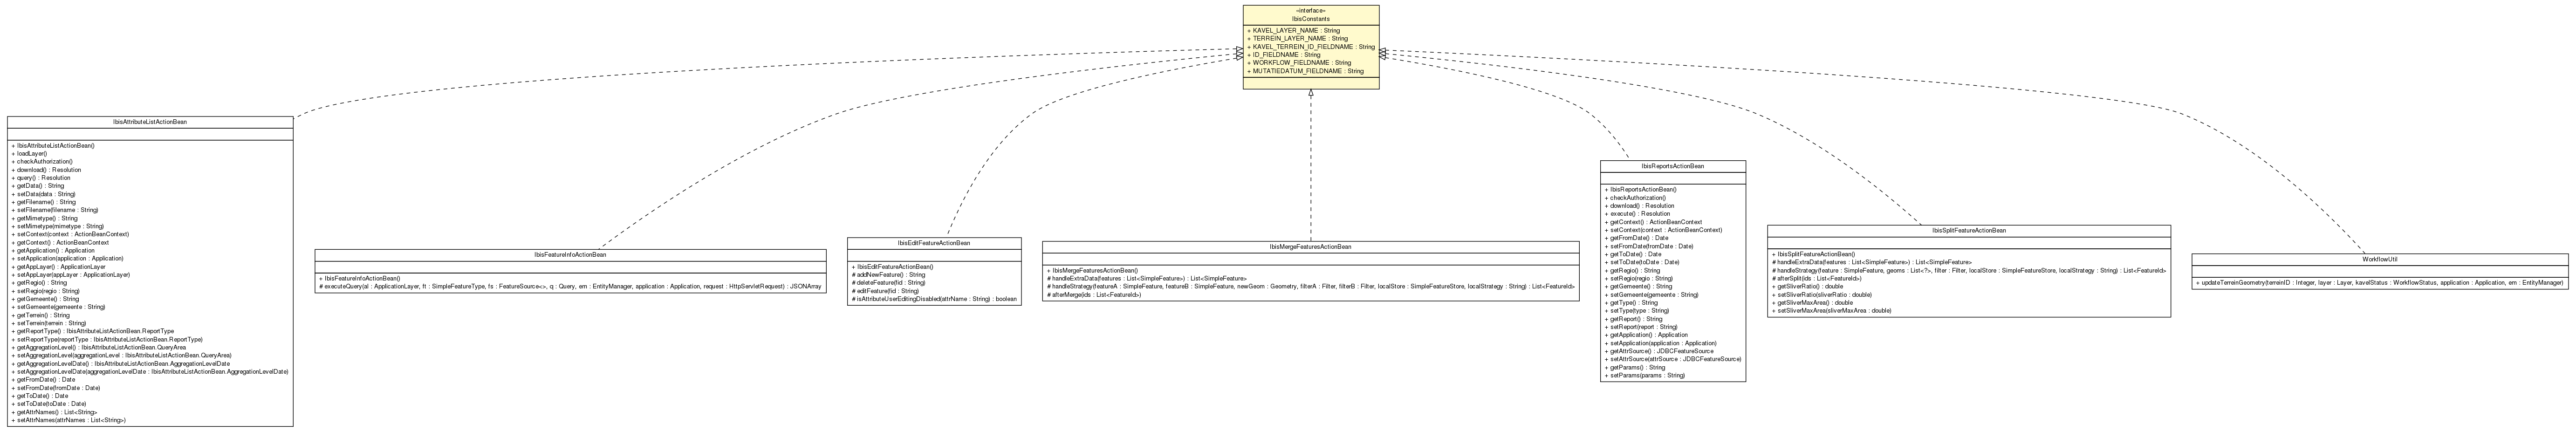 «interface»
IbisConstants
+ KAVEL_LAYER_NAME : String
+ TERREIN_LAYER_NAME : String
+ KAVEL_TERREIN_ID_FIELDNAME : String
+ ID_FIELDNAME : String
+ WORKFLOW_FIELDNAME : String
+ MUTATIEDATUM_FIELDNAME : String
IbisAttributeListActionBean
+ IbisAttributeListActionBean()
+ loadLayer()
+ checkAuthorization()
+ download() : Resolution
+ query() : Resolution
+ getData() : String
+ setData(data : String)
+ getFilename() : String
+ setFilename(filename : String)
+ getMimetype() : String
+ setMimetype(mimetype : String)
+ setContext(context : ActionBeanContext)
+ getContext() : ActionBeanContext
+ getApplication() : Application
+ setApplication(application : Application)
+ getAppLayer() : ApplicationLayer
+ setAppLayer(appLayer : ApplicationLayer)
+ getRegio() : String
+ setRegio(regio : String)
+ getGemeente() : String
+ setGemeente(gemeente : String)
+ getTerrein() : String
+ setTerrein(terrein : String)
+ getReportType() : IbisAttributeListActionBean.ReportType
+ setReportType(reportType : IbisAttributeListActionBean.ReportType)
+ getAggregationLevel() : IbisAttributeListActionBean.QueryArea
+ setAggregationLevel(aggregationLevel : IbisAttributeListActionBean.QueryArea)
+ getAggregationLevelDate() : IbisAttributeListActionBean.AggregationLevelDate
+ setAggregationLevelDate(aggregationLevelDate : IbisAttributeListActionBean.AggregationLevelDate)
+ getFromDate() : Date
+ setFromDate(fromDate : Date)
+ getToDate() : Date
+ setToDate(toDate : Date)
+ getAttrNames() : List<String>
+ setAttrNames(attrNames : List<String>)
IbisFeatureInfoActionBean
+ IbisFeatureInfoActionBean()
# executeQuery(al : ApplicationLayer, ft : SimpleFeatureType, fs : FeatureSource<>, q : Query, em : EntityManager, application : Application, request : HttpServletRequest) : JSONArray
IbisEditFeatureActionBean
+ IbisEditFeatureActionBean()
# addNewFeature() : String
# deleteFeature(fid : String)
# editFeature(fid : String)
# isAttributeUserEditingDisabled(attrName : String) : boolean
IbisMergeFeaturesActionBean
+ IbisMergeFeaturesActionBean()
# handleExtraData(features : List<SimpleFeature>) : List<SimpleFeature>
# handleStrategy(featureA : SimpleFeature, featureB : SimpleFeature, newGeom : Geometry, filterA : Filter, filterB : Filter, localStore : SimpleFeatureStore, localStrategy : String) : List<FeatureId>
# afterMerge(ids : List<FeatureId>)
IbisReportsActionBean
+ IbisReportsActionBean()
+ checkAuthorization()
+ download() : Resolution
+ execute() : Resolution
+ getContext() : ActionBeanContext
+ setContext(context : ActionBeanContext)
+ getFromDate() : Date
+ setFromDate(fromDate : Date)
+ getToDate() : Date
+ setToDate(toDate : Date)
+ getRegio() : String
+ setRegio(regio : String)
+ getGemeente() : String
+ setGemeente(gemeente : String)
+ getType() : String
+ setType(type : String)
+ getReport() : String
+ setReport(report : String)
+ getApplication() : Application
+ setApplication(application : Application)
+ getAttrSource() : JDBCFeatureSource
+ setAttrSource(attrSource : JDBCFeatureSource)
+ getParams() : String
+ setParams(params : String)
IbisSplitFeatureActionBean
+ IbisSplitFeatureActionBean()
# handleExtraData(features : List<SimpleFeature>) : List<SimpleFeature>
# handleStrategy(feature : SimpleFeature, geoms : List<?>, filter : Filter, localStore : SimpleFeatureStore, localStrategy : String) : List<FeatureId>
# afterSplit(ids : List<FeatureId>)
+ getSliverRatio() : double
+ setSliverRatio(sliverRatio : double)
+ getSliverMaxArea() : double
+ setSliverMaxArea(sliverMaxArea : double)
WorkflowUtil
+ updateTerreinGeometry(terreinID : Integer, layer : Layer, kavelStatus : WorkflowStatus, application : Application, em : EntityManager)